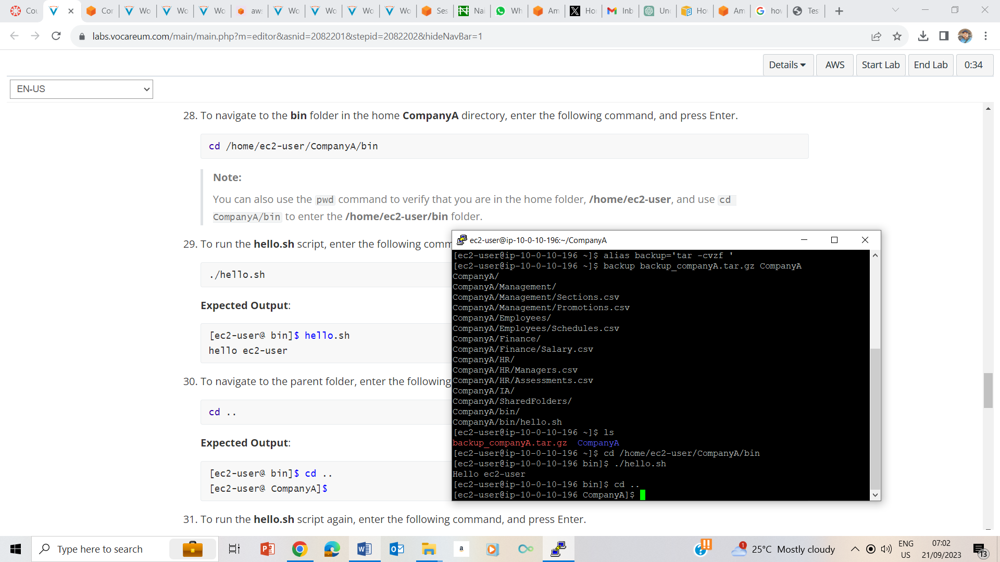 Cou
Cor
Wo
Wo
Wo
aws
Wo
Wo
Wo
Wo
Ses
Nai
Wh
Am
Ho
Inb
Un
Ho
Am
how
Tes
labs.vocareum.com/main/main.php?m=editor&asnid=2082201&stepid=2082202&hideNavBar=1
Details
AWS
Start Lab
End Lab
0:34
EN-US
28. To navigate to the bin folder in the home CompanyA directory, enter the following command, and press Enter.
cd /home/ec2-user/CompanyA/bin
Note:
You can also use the pwd command to verify that you are in the home folder, /home/ec2-user, and use cd
CompanyA/bin to enter the /home/ec2-user/bin folder.
29. To run the hello.sh script, enter the following comm
./hello.sh
Expected Output:
[ec2-user@ bin]$ hello.sh
hello ec2-user
30. To navigate to the parent folder, enter the following
cd ..
Expected Output:
[ec2-user@ bin]$ cd ..
[ec2-user@ CompanyA]$
31. To run the hello.sh script again, enter the following command, and press Enter.
ec2-user@ip-10-0-10-196:~/CompanyA
[ec2-user@ip-10-0-10-196 ~]$ alias backup='tar -cvzf '
[ec2-user@ip-10-0-10-196 ~]$ backup backup_companyA.tar.gz CompanyA
CompanyA/
CompanyA/Management/
CompanyA/Management/Sections.csv
CompanyA/Management/Promotions.csv
CompanyA/Employees/
CompanyA/Employees/Schedules.csv
CompanyA/Finance/
CompanyA/Finance/Salary.csv
CompanyA/HR/
CompanyA/HR/Managers.csv
CompanyA/HR/Assessments.csv
CompanyA/IA/
CompanyA/SharedFolders/
CompanyA/bin/
CompanyA/bin/hello.sh
[ec2-user@ip-10-0-10-196 ~]$ ls
backup_companyA.tar.gz CompanyA
[ec2-user@ip-10-0-10-196 ~]$ cd /home/ec2-user/CompanyA/bin
[ec2-user@ip-10-0-10-196 bin]$ ./hello.sh
Hello ec2-user
[ec2-user@ip-10-0-10-196 bin]$ cd ..
[ec2-user@ip-10-0-10-196 CompanyA]$
Type here to search
a
1
25°C Mostly cloudy
ENG
US
07:02
21/09/2023
13